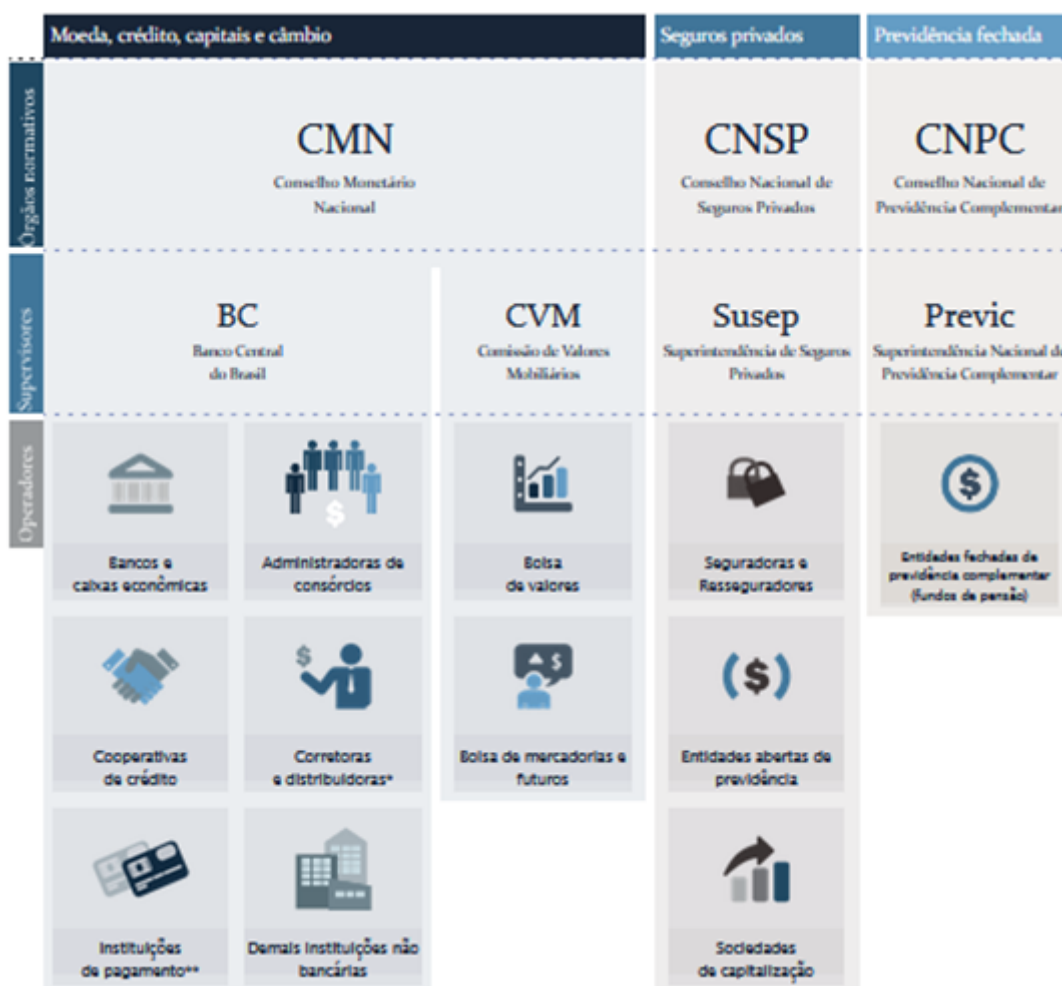 Moeda, crédito, capitais e câmbio
Seguros privados
Previdência fechada
Órgãos normativos
CMN
Conselho Monetário
Nacional
CNSP
Conselho Nacional de
Seguros Privados
CNPC
Conselho Nacional de
Previdência Complementar
Supervisores
BC
Banco Central
do Brasil
CVM
Comissão de Valores
Mobiliários
Susep
Superintendência de Seguros
Privados
Previc
Superintendência Nacional de
Previdência Complementar
Operadores
Bancos e
caixas econômicas
$
Administradoras de
consórcios
Bolsa
de valores
Seguradoras e
Resseguradores
$
Entidades fechadas de
previdência complementar
(fundos de pensão)
Cooperativas
de crédito
$
Corretoras
e distribuidoras*
$
Bolsa de mercadorias e
futuros
($)
Entidades abertas de
previdência
Instituições
de pagamento**
Demais instituições não
bancárias
Sociedades
de capitalização